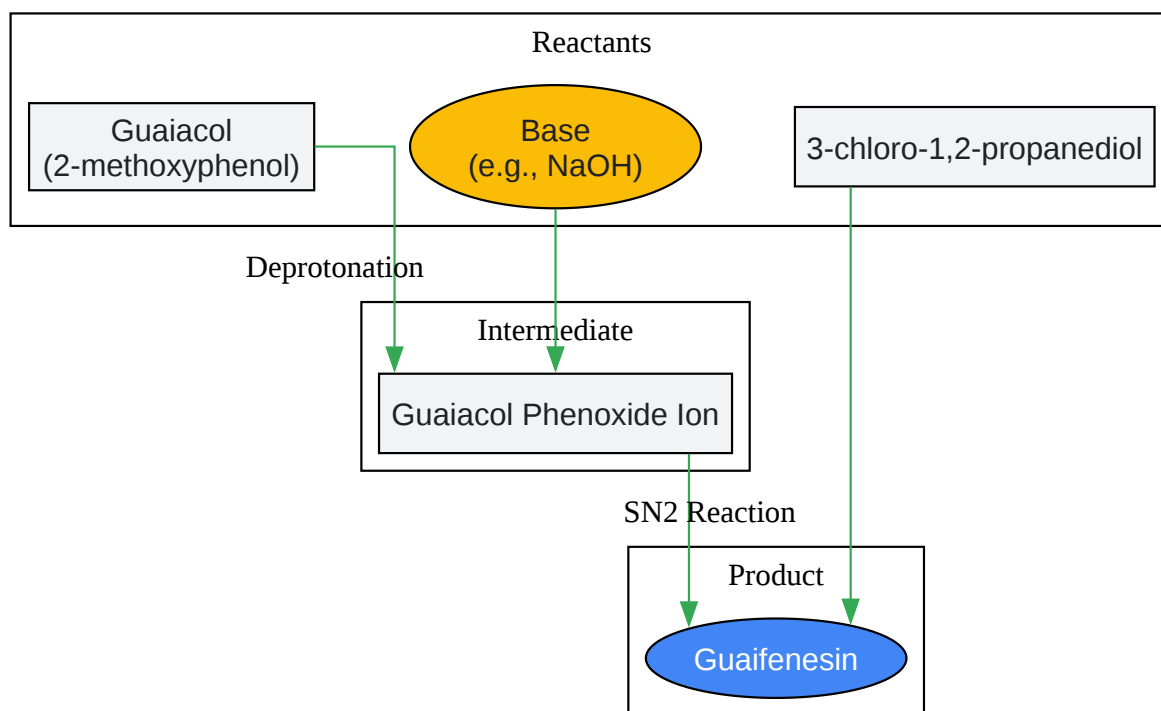 Reactants
Guaiacol
(2-methoxyphenol)
Base
(e.g., NaOH)
3-chloro-1,2-propanediol
Deprotonation
Intermediate
Guaiacol Phenoxide Ion
SN2 Reaction
Product
Guaifenesin